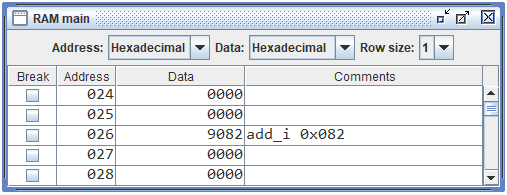 RAM main
Address: Hexadecimal Data: Hexadecimal Row size: 1
Break Address Data Comments
024 0000
025 0000
026 9082 add_i 0x082
027 0000
028 0000